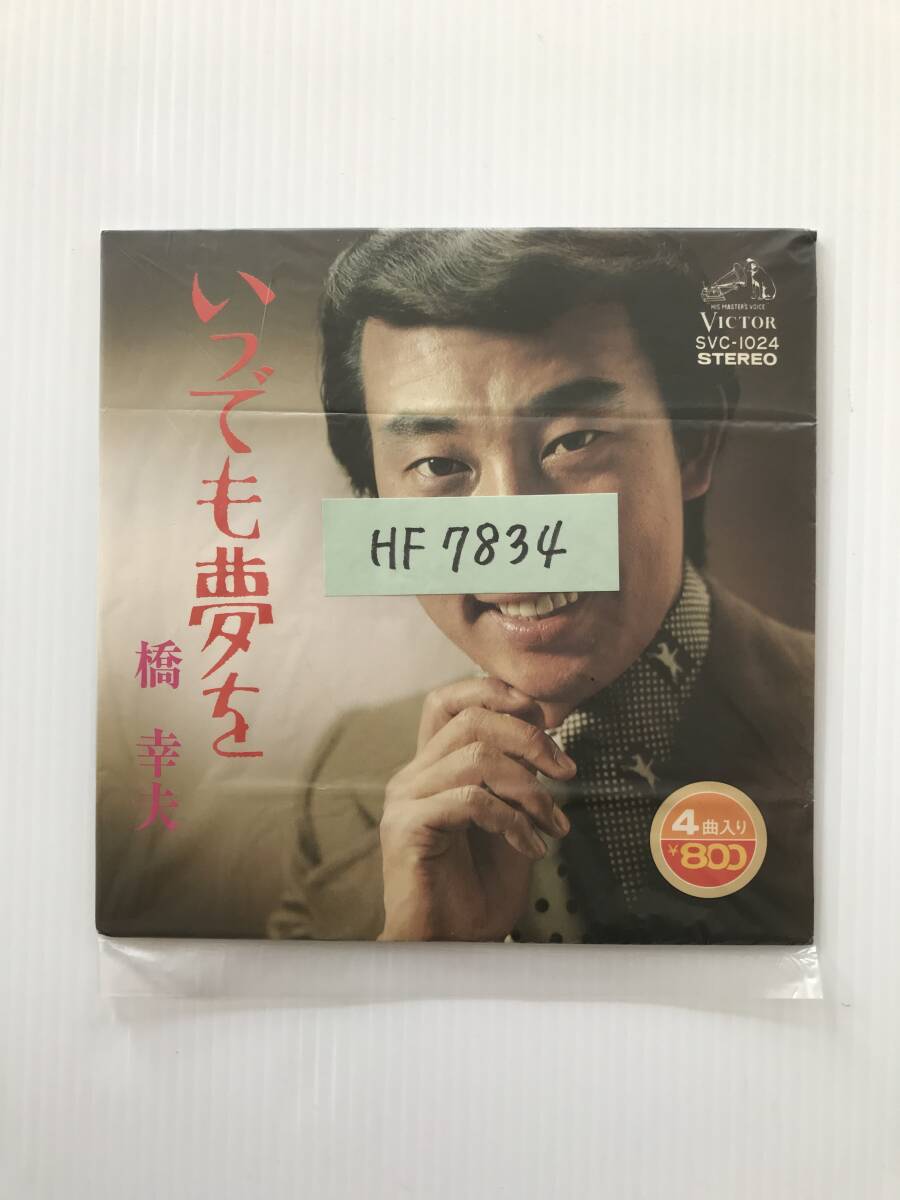 いつでも夢を
橋 幸夫
HIS MASTER'S VOICE
VICTOR
SVC-1024
STEREO
HF 7834
4曲入り
¥800